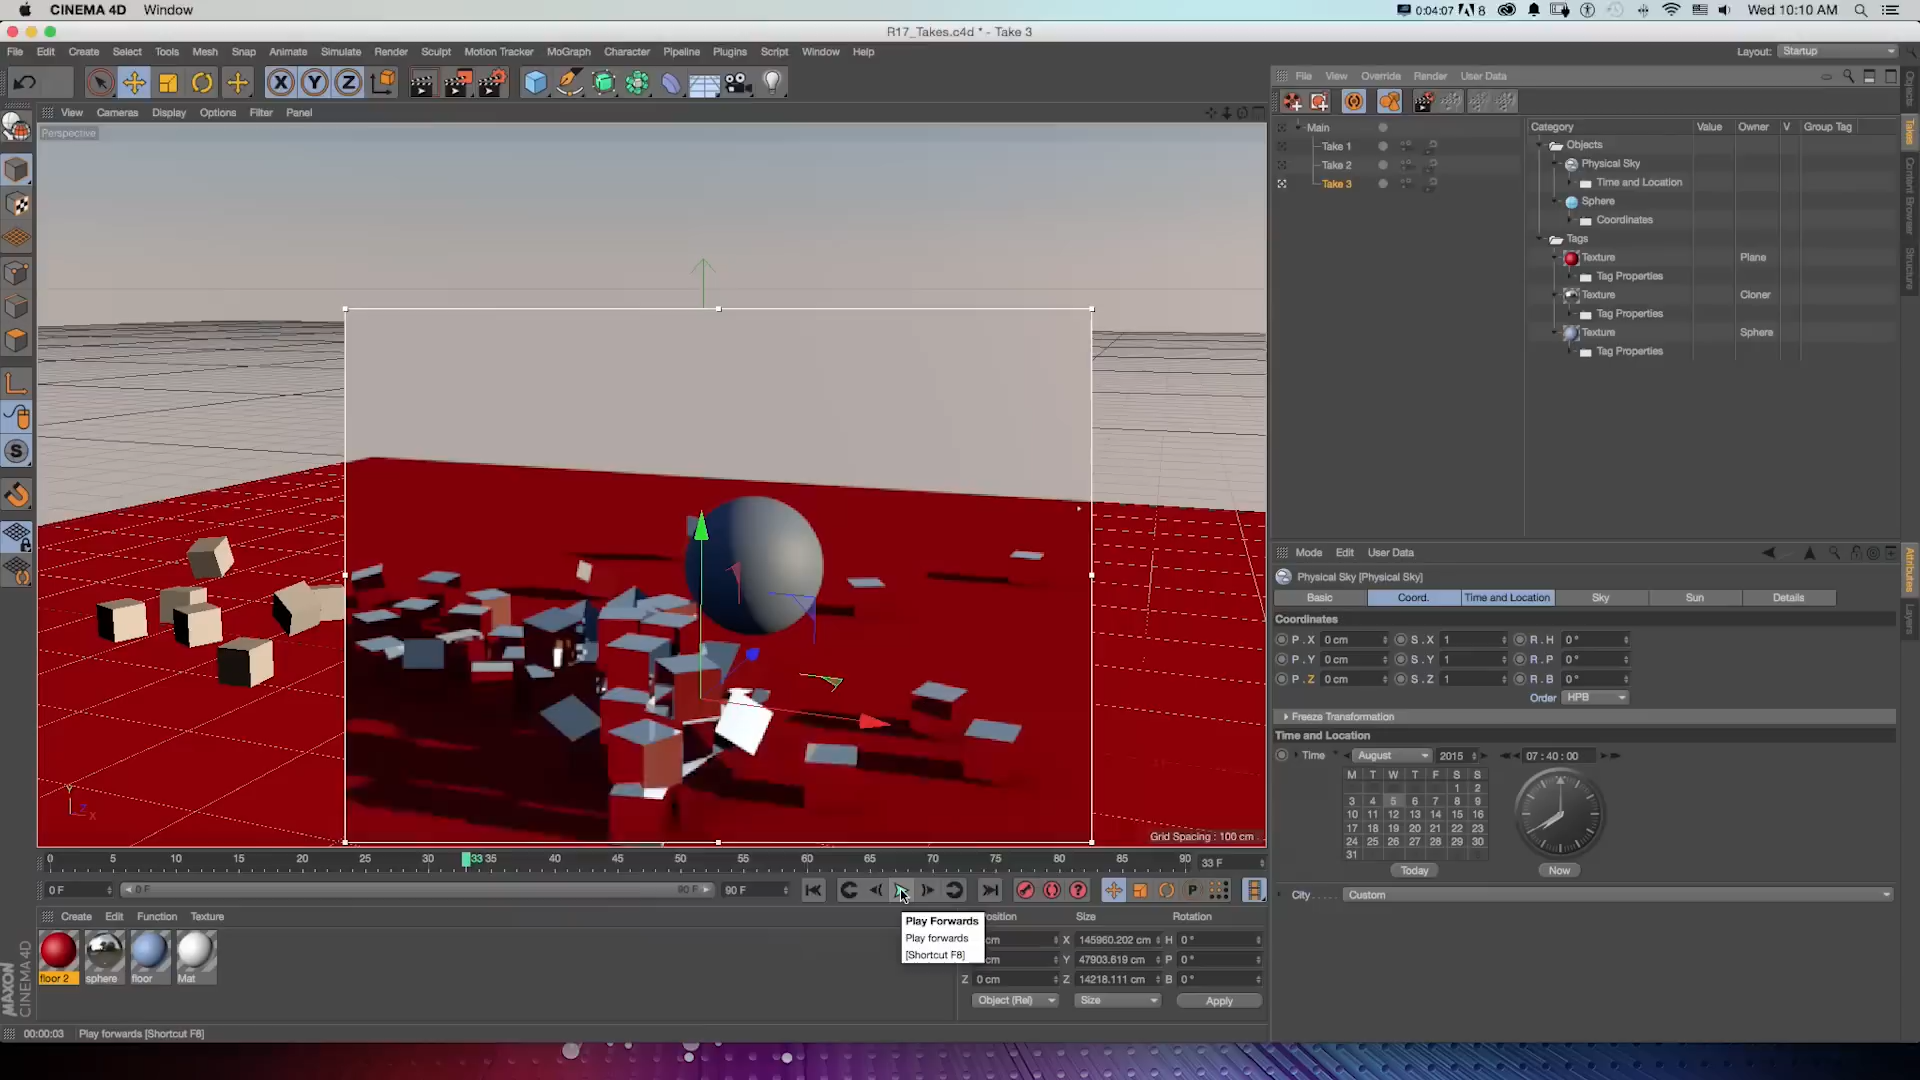 CINEMA 4D Window
0:04:07 8 Wed 10:10 AM
R17_Takes.c4d * - Take 3
File Edit Create Select Tools Mesh Snap Animate Simulate Render Sculpt Motion Tracker MoGraph Character Pipeline Plugins Script Window Help
Layout: Startup
X Y Z
View Cameras Display Options Filter Panel
Perspective
File View Override Render User Data
Main
Take 1
Take 2
Take 3
Category Value Owner V Group Tag
Objects
Physical Sky
Time and Location
Sphere
Coordinates
Tags
Texture Plane
Tag Properties
Texture Cloner
Tag Properties
Texture Sphere
Tag Properties
Objects
Takes
Content Browser
Structure
Mode Edit User Data
Physical Sky [Physical Sky]
Basic Coord. Time and Location Sky Sun Details
Coordinates
P . X 0 cm S . X 1 R . H 0 °
P . Y 0 cm S . Y 1 R . P 0 °
P . Z 0 cm S . Z 1 R . B 0 °
Order HPB
Freeze Transformation
Time and Location
Time August 2015 07 : 40 : 00
M T W T F S S
1 2
3 4 5 6 7 8 9
10 11 12 13 14 15 16
17 18 19 20 21 22 23
24 25 26 27 28 29 30
31
Today Now
City . . . . . Custom
Attributes
Layers
Y
Z
X
Grid Spacing : 100 cm
0 5 10 15 20 25 30 33 35 40 45 50 55 60 65 70 75 80 85 90 33 F
0 F 0 F 90 F 90 F
P
Create Edit Function Texture
floor 2 sphere floor Mat
Play Forwards
Play forwards
[Shortcut F8]
osition Size Rotation
cm X 145960.202 cm H 0 °
cm Y 47903.619 cm P 0 °
Z 0 cm Z 14218.111 cm B 0 °
Object (Rel) Size Apply
MAXON
CINEMA 4D
00:00:03 Play forwards [Shortcut F8]